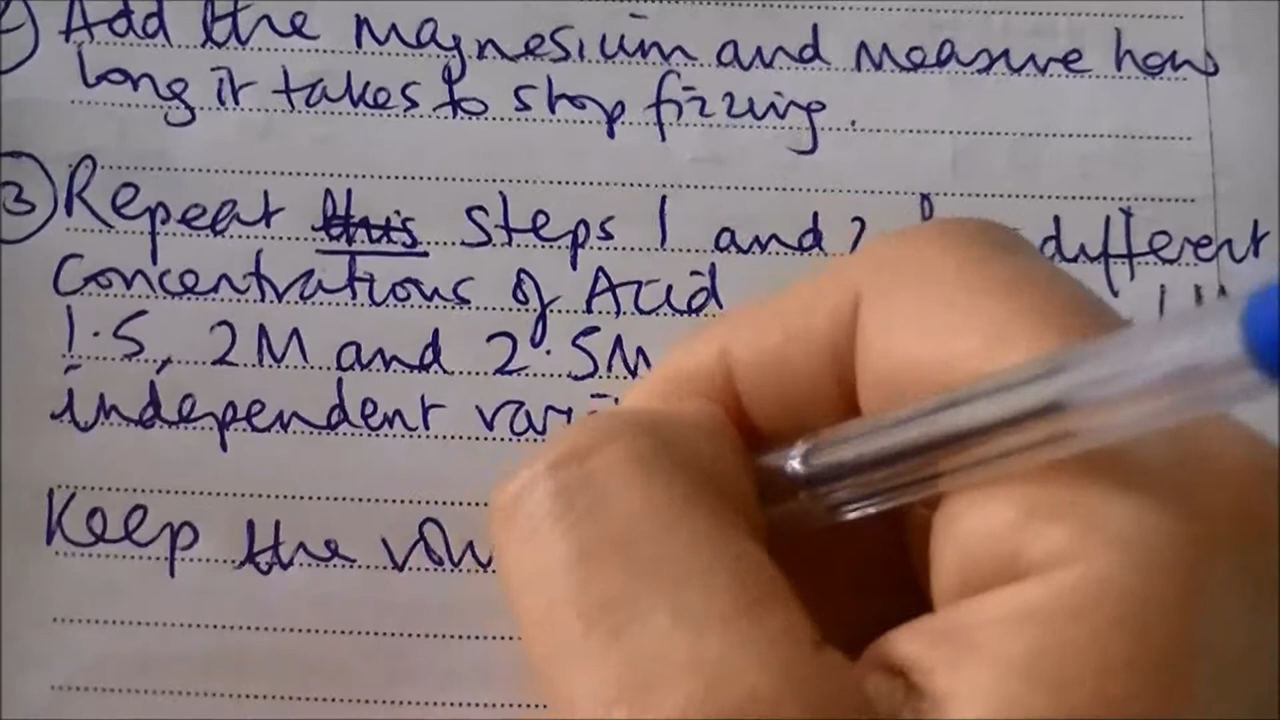 2) Add the magnesium and measure how
long it takes to stop fizzing.
3 Repeat this steps 1 and 2 different
Concentrations of Acid
1.5, 2M and 2.5M
independent
Keep the